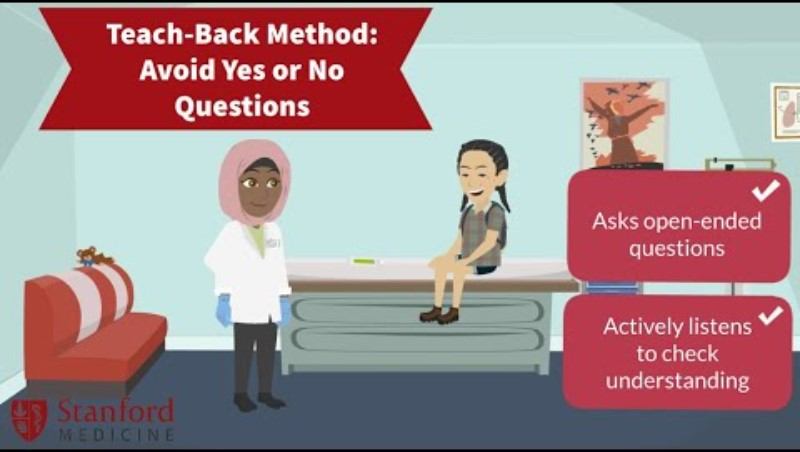 Teach-Back Method:
Avoid Yes or No
Questions
Asks open-ended
questions
Actively listens
to check
understanding
Stanford
MEDICINE